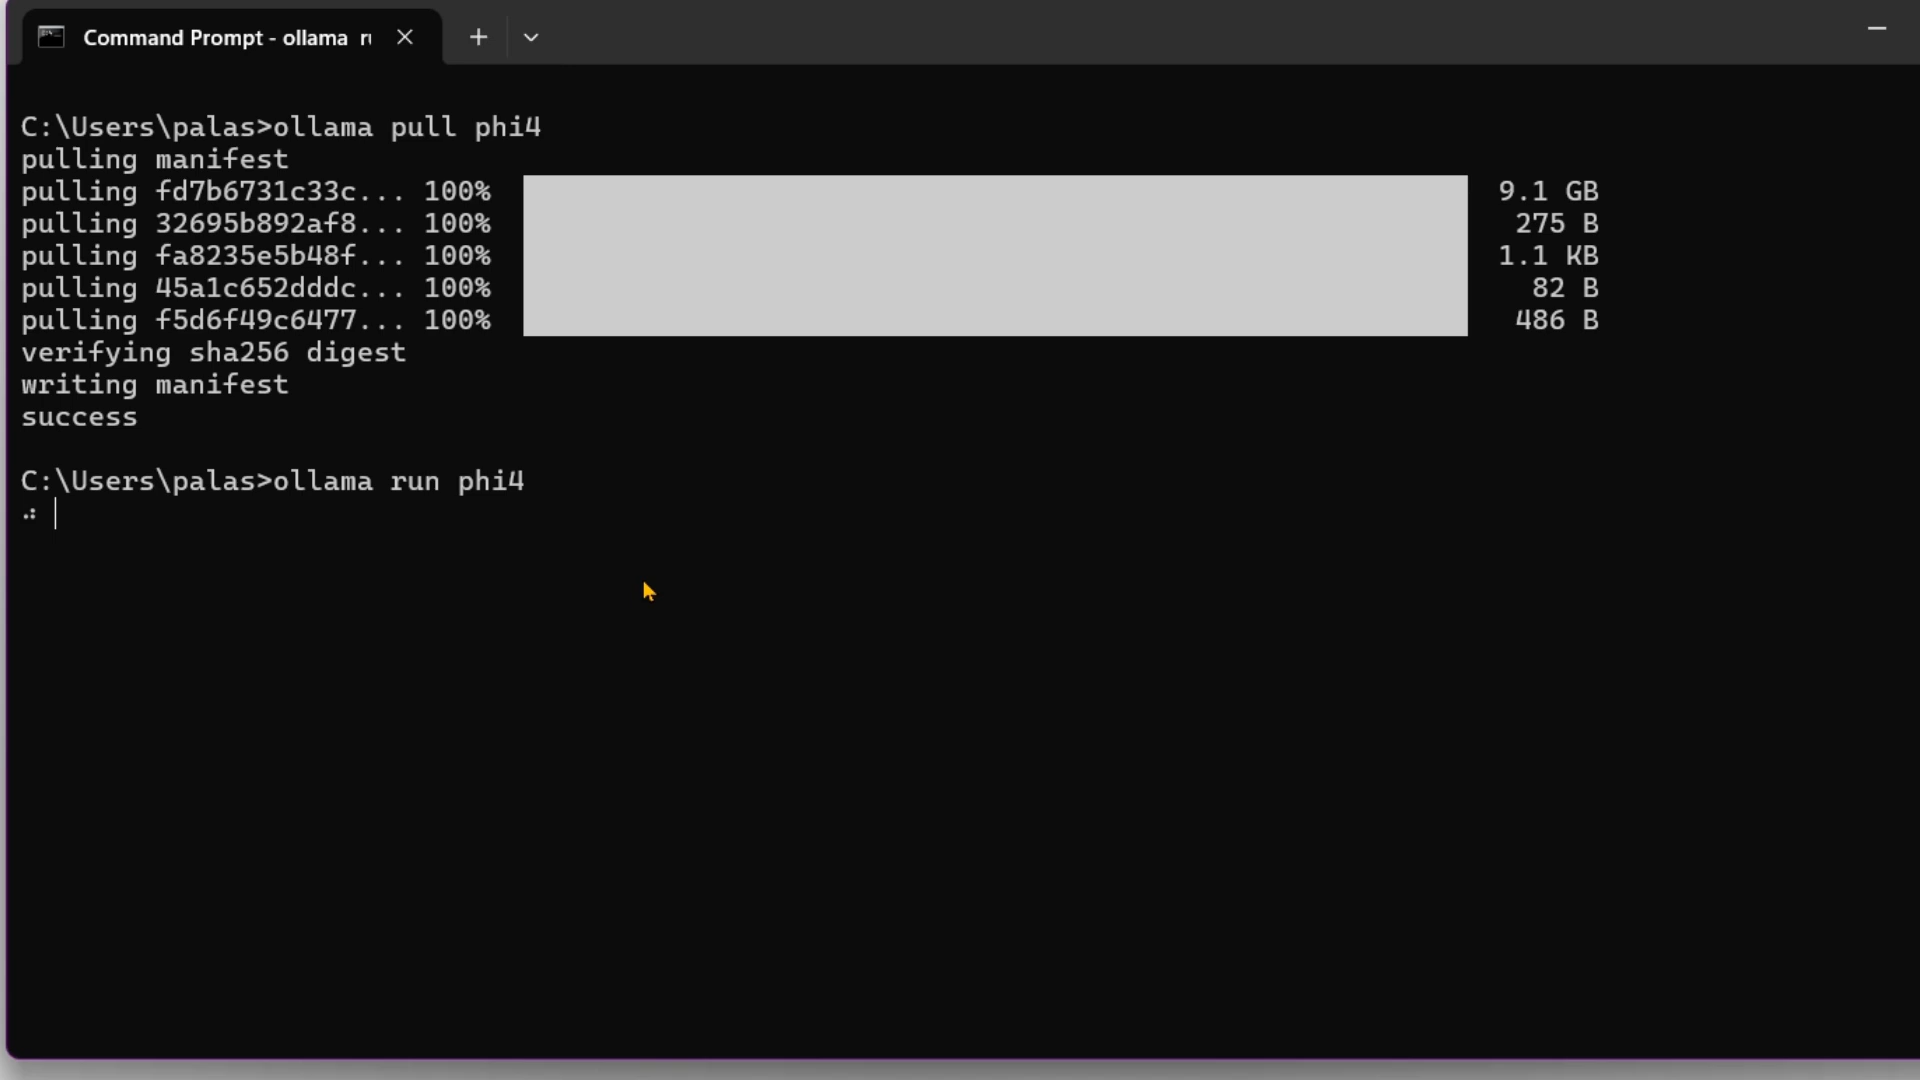 Command Prompt - ollama
C:\Users\palas>ollama pull phi4
pulling manifest
pulling fd7b6731c33c... 100% 9.1 GB
pulling 32695b892af8... 100% 275 B
pulling fa8235e5b48f... 100% 1.1 KB
pulling 45a1c652dddc... 100% 82 B
pulling f5d6f49c6477... 100% 486 B
verifying sha256 digest
writing manifest
success
C:\Users\palas>ollama run phi4